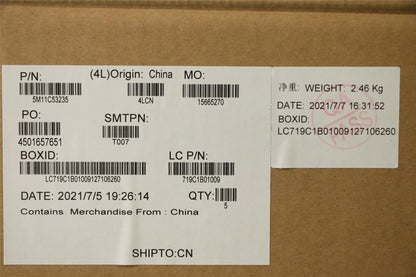 P/N: (4L)Origin: China MO:
5M11C53235 4LCN 15665270
PO: SMTPN:
4501657651 T007
BOXID: LC P/N:
LC719C1B01009127106260 719C1B01009
DATE: 2021/7/5 19:26:14 QTY:
5
Contains Merchandise From : China
SHIPTO:CN
净重: WEIGHT: 2.46 Kg
DATE: 2021/7/7 16:31:52
BOXID:
LC719C1B01009127106260
PASS